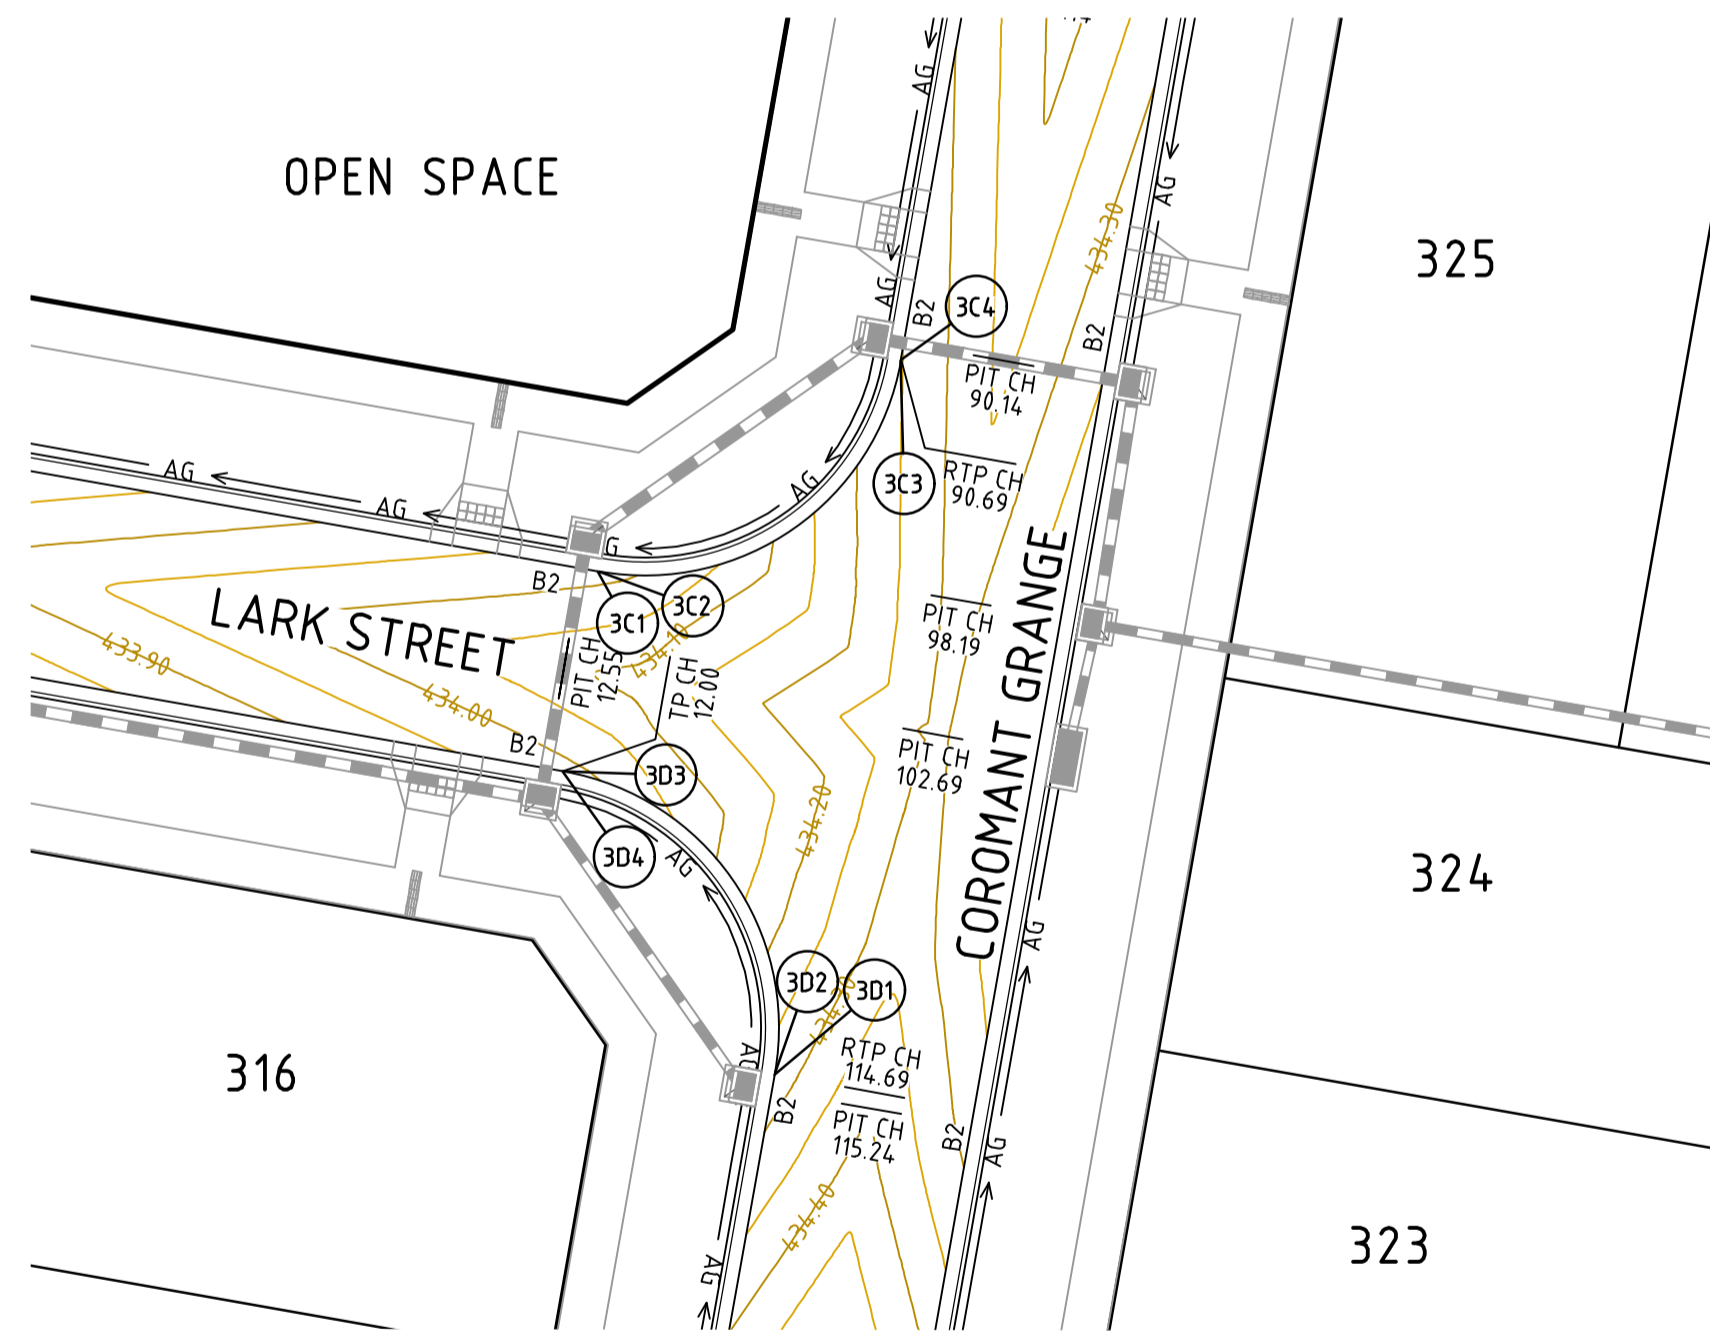 AG
OPEN SPACE
AG
434.30
325
AG
B2
3C4
B2
PIT CH
90.14
AG
AG
AG
3C3
RTP CH
90.69
B2
3C1
3C2
LARK STREET
433.90
434.00
434.10
PIT CH
12.55
TP CH
12.00
PIT CH
98.19
COROMANT GRANGE
B2
3D3
PIT CH
102.69
434.20
3D4
AG
324
AG
3D2
3D1
316
RTP CH
114.69
B2
PIT CH
115.24
B2
AG
434.40
AG
323